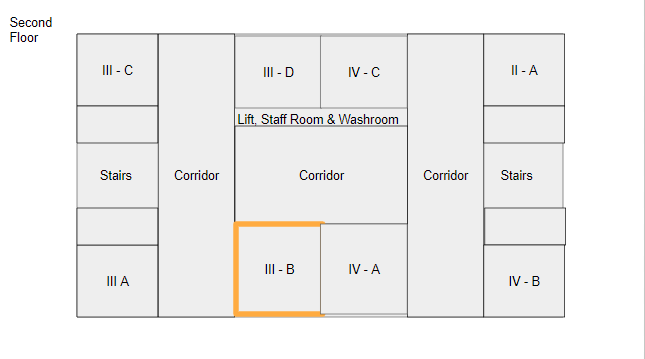 Second
Floor
III - C
III - D
IV - C
II - A
Lift, Staff Room & Washroom
Stairs
Corridor
Corridor
Corridor
Stairs
III - B
IV - A
III A
IV - B